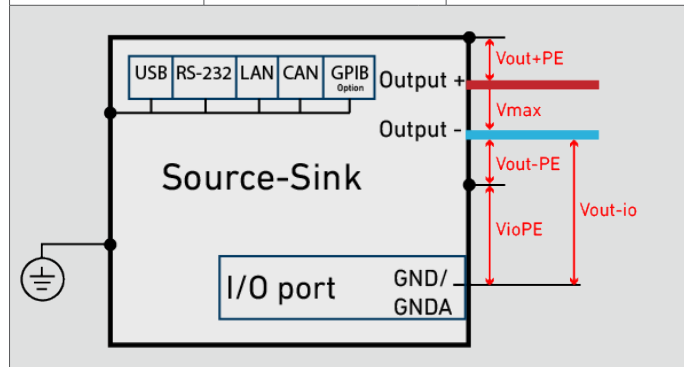 Vout+PE
USB RS-232 LAN CAN GPIB
Option
Output +
Vmax
Output -
Vout-PE
Source-Sink
Vout-io
VioPE
I/O port
GND/
GNDA